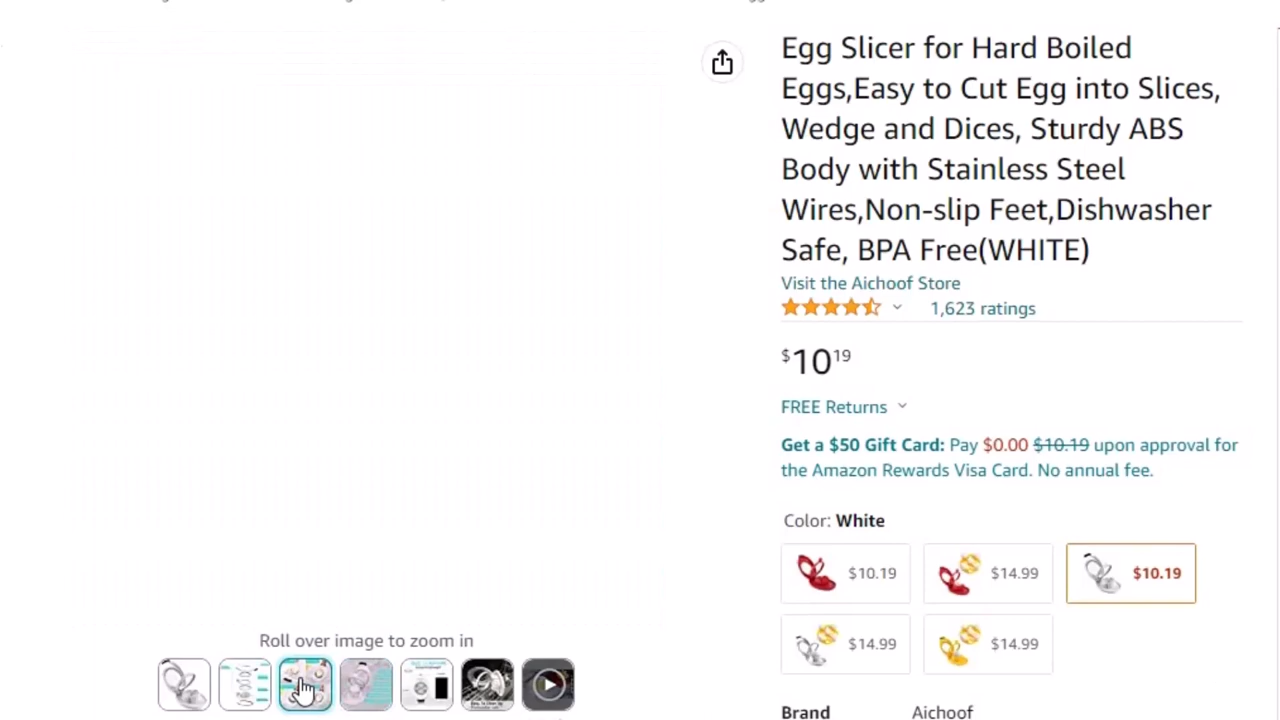 Egg Slicer for Hard Boiled
Eggs,Easy to Cut Egg into Slices,
Wedge and Dices, Sturdy ABS
Body with Stainless Steel
Wires,Non-slip Feet,Dishwasher
Safe, BPA Free(WHITE)
Visit the Aichoof Store
1,623 ratings
$10 19
FREE Returns
Get a $50 Gift Card: Pay $0.00 $10.19 upon approval for
the Amazon Rewards Visa Card. No annual fee.
Color: White
$10.19
$14.99
$10.19
$14.99
$14.99
Roll over image to zoom in
Brand Aichoof